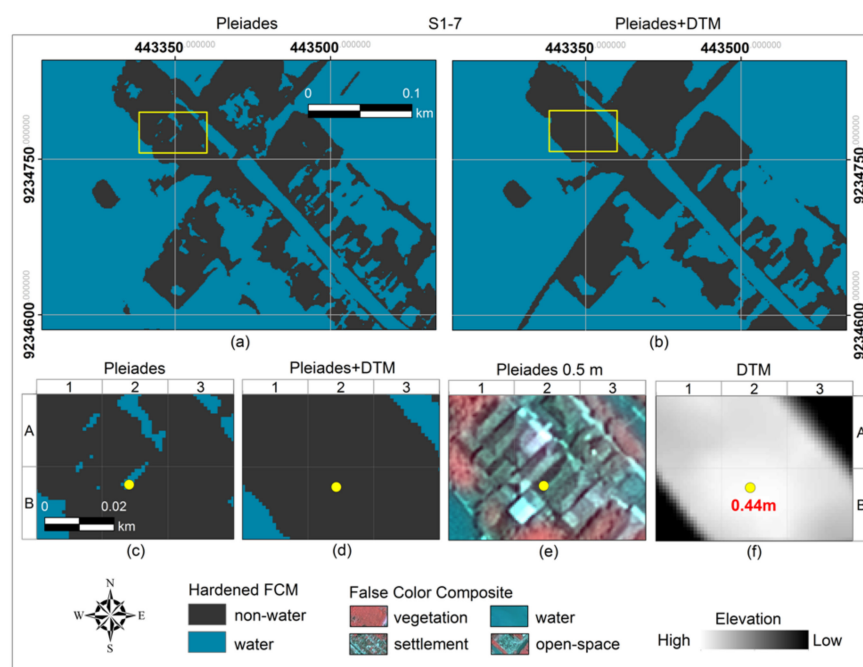 Pleiades S1-7 Pleiades+DTM
443350.000000 443500.000000 443350.000000 443500.000000
0 0.1
km
9234750.000000 9234750.000000
9234600.000000 9234600.000000
(a) (b)
Pleiades Pleiades+DTM Pleiades 0.5 m DTM
1 2 3 1 2 3 1 2 3 1 2 3
A A
B B
0 0.02
km
0.44m
(c) (d) (e) (f)
N
W E
S
Hardened FCM
non-water
water
False Color Composite
vegetation water
settlement open-space
Elevation
High Low